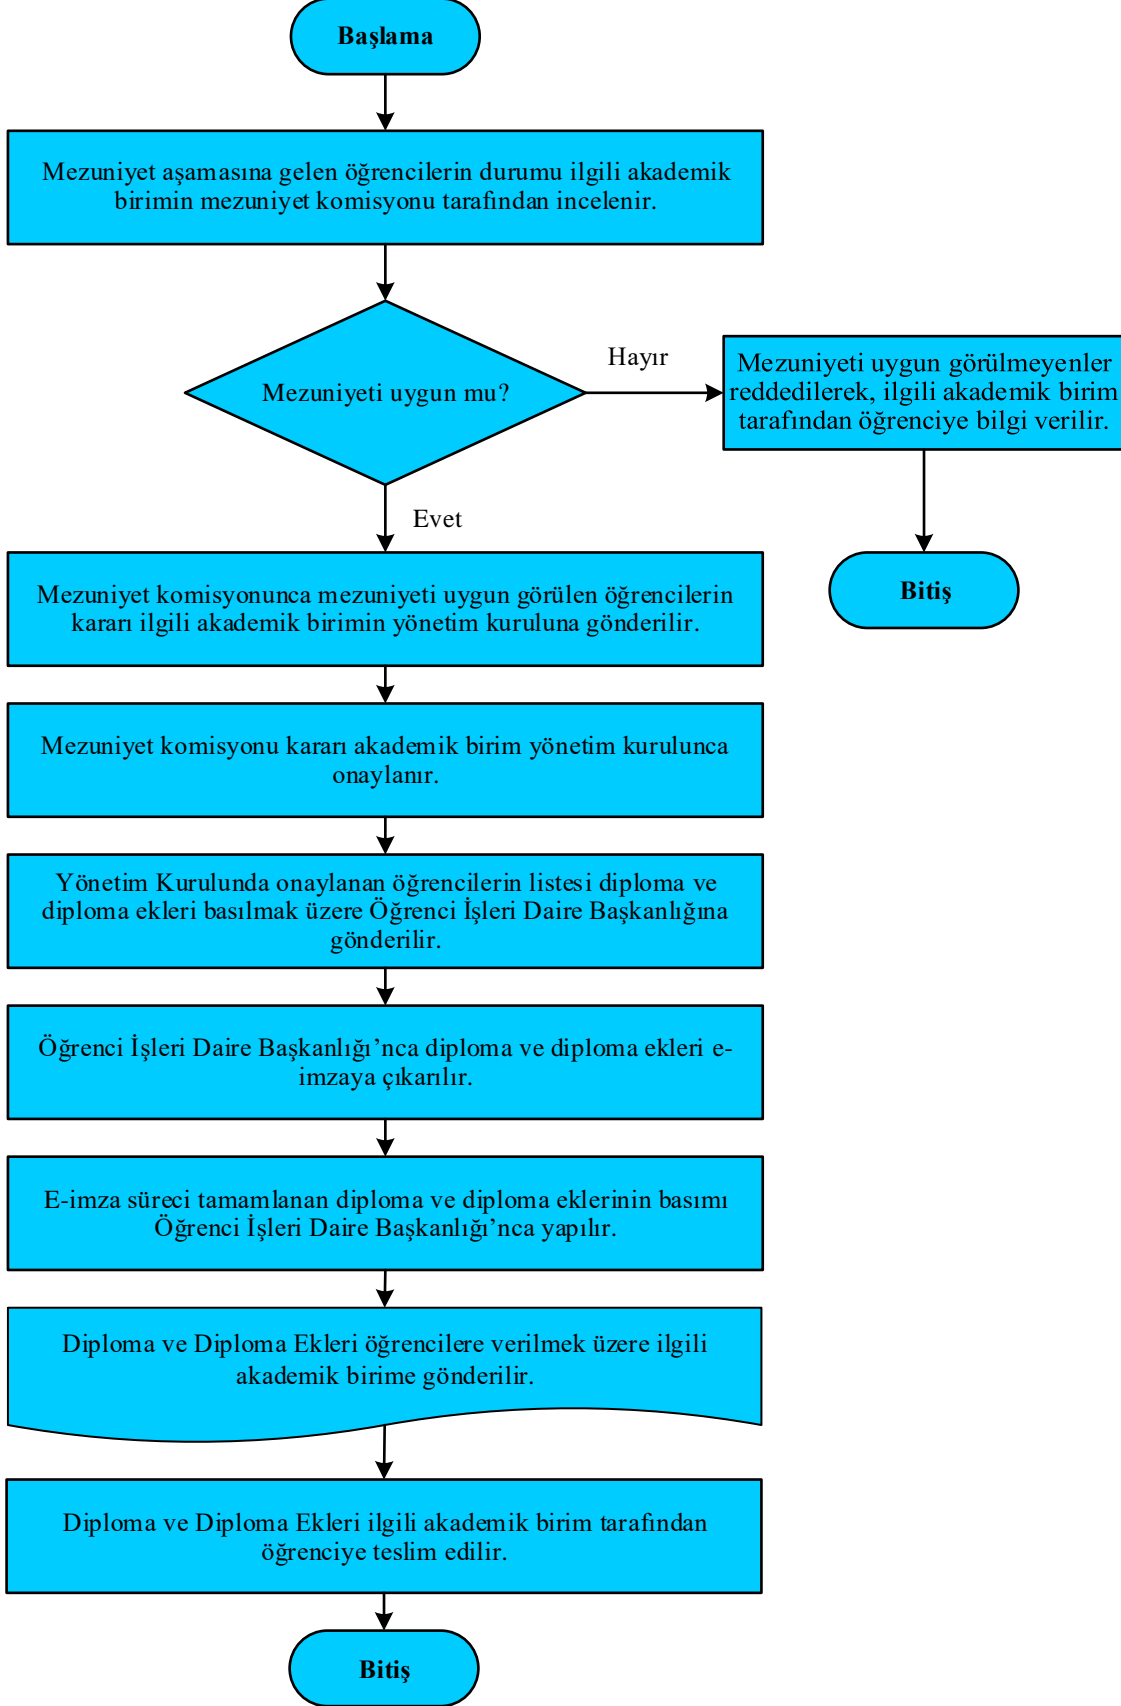 Başlama
Mezuniyet aşamasına gelen öğrencilerin durumu ilgili akademik
birimin mezuniyet komisyonu tarafından incelenir.
Mezuniyeti uygun mu?
Hayır
Mezuniyeti uygun görülmeyenler
reddedilerek, ilgili akademik birim
tarafından öğrenciye bilgi verilir.
Bitiş
Evet
Mezuniyet komisyonunca mezuniyeti uygun görülen öğrencilerin
kararı ilgili akademik birimin yönetim kuruluna gönderilir.
Mezuniyet komisyonu kararı akademik birim yönetim kurulunca
onaylanır.
Yönetim Kurulunda onaylanan öğrencilerin listesi diploma ve
diploma ekleri basılmak üzere Öğrenci İşleri Daire Başkanlığına
gönderilir.
Öğrenci İşleri Daire Başkanlığı’nca diploma ve diploma ekleri e-
imzaya çıkarılır.
E-imza süreci tamamlanan diploma ve diploma eklerinin basımı
Öğrenci İşleri Daire Başkanlığı’nca yapılır.
Diploma ve Diploma Ekleri öğrencilere verilmek üzere ilgili
akademik birime gönderilir.
Diploma ve Diploma Ekleri ilgili akademik birim tarafından
öğrenciye teslim edilir.
Bitiş